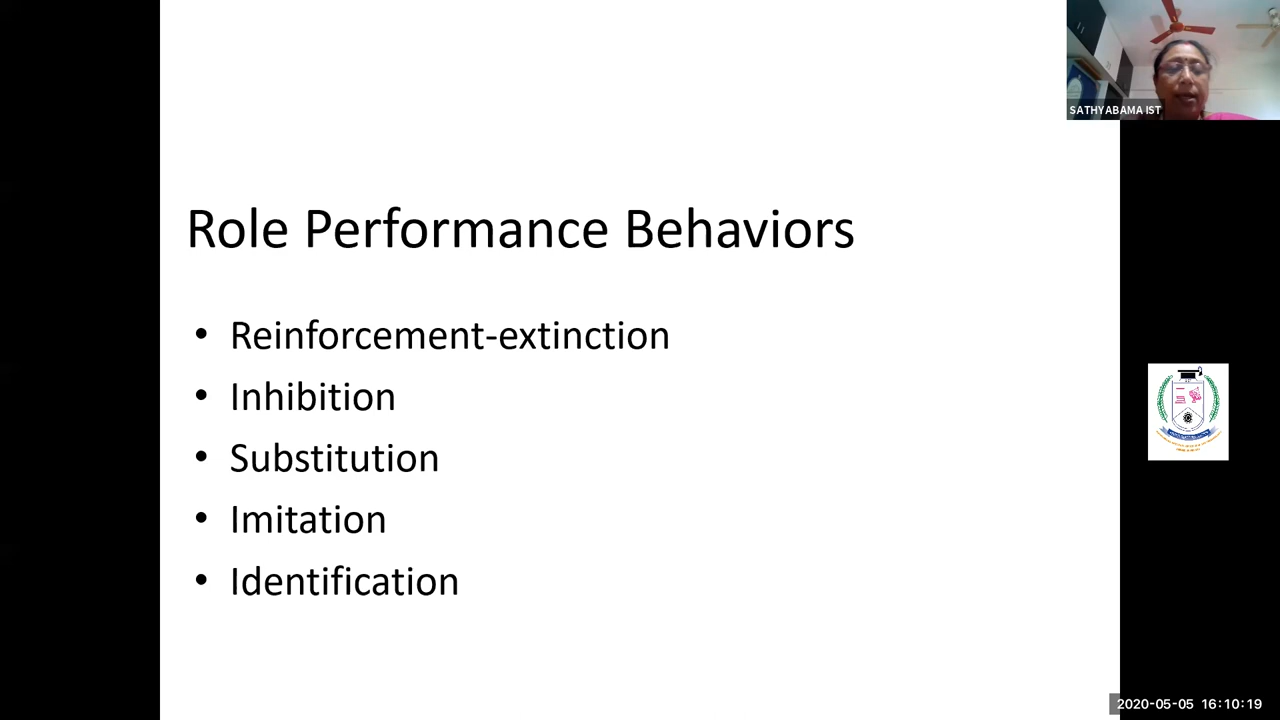 SATHYABAMA IST
Role Performance Behaviors
• Reinforcement-extinction
• Inhibition
• Substitution
• Imitation
• Identification
2020-05-05 16:10:19